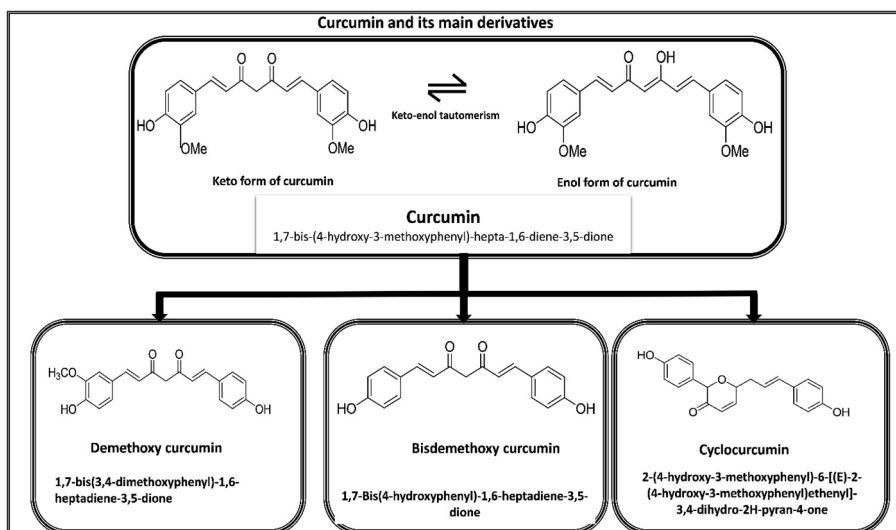 Curcumin and its main derivatives
O O
HO
OMe
OMe
OH
Keto form of curcumin
Keto-enol tautomerism
O OH
HO
OMe
OMe
OH
Enol form of curcumin
Curcumin
1,7-bis-(4-hydroxy-3-methoxyphenyl)-hepta-1,6-diene-3,5-dione
O O
H₃CO
HO
OH
Demethoxy curcumin
1,7-bis(3,4-dimethoxyphenyl)-1,6-
heptadiene-3,5-dione
O O
HO
OH
Bisdemethoxy curcumin
1,7-Bis(4-hydroxyphenyl)-1,6-heptadiene-3,5-
dione
HO
O
O
OH
Cyclocurcumin
2-(4-hydroxy-3-methoxyphenyl)-6-[(E)-2-
(4-hydroxy-3-methoxyphenyl)ethenyl]-
3,4-dihydro-2H-pyran-4-one